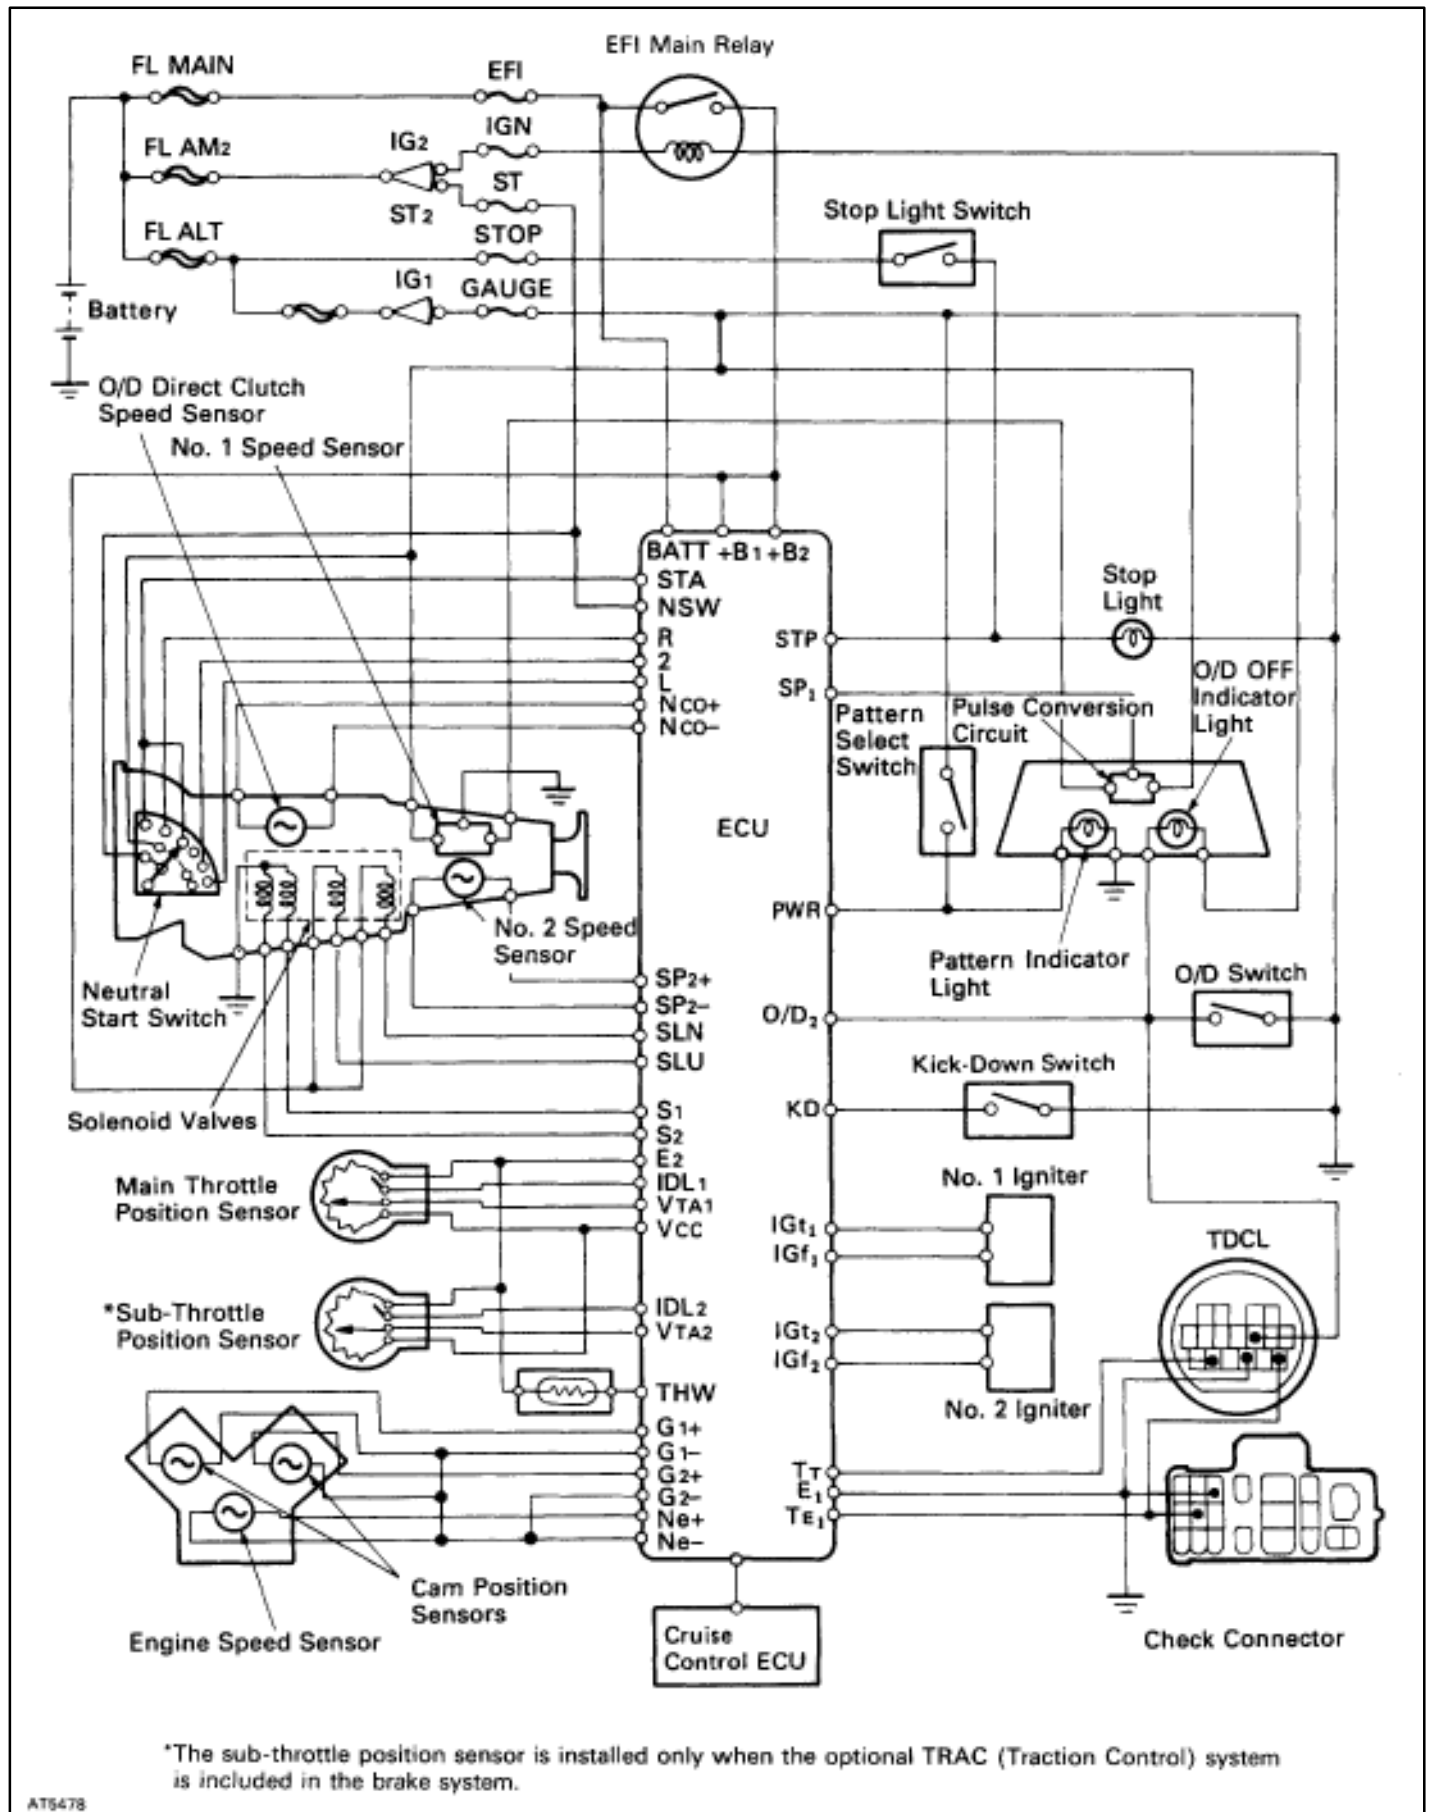 EFI Main Relay
FL MAIN
EFI
FL AM2
IG2
IGN
ST2
ST
FL ALT
STOP
Stop Light Switch
IG1
GAUGE
Battery
O/D Direct Clutch
Speed Sensor
No. 1 Speed Sensor
BATT +B1 +B2
STA
NSW
R
2
L
NCO+
NCO-
STP
SP1
Stop
Light
O/D OFF
Indicator
Light
Pattern
Select
Switch
Pulse Conversion
Circuit
ECU
PWR
No. 2 Speed
Sensor
Neutral
Start Switch
Pattern Indicator
Light
O/D Switch
SP2+
SP2-
SLN
SLU
O/D2
Kick-Down Switch
KD
Solenoid Valves
S1
S2
E2
IDL1
VTA1
VCC
Main Throttle
Position Sensor
No. 1 Igniter
IGt1
IGf1
TDCL
*Sub-Throttle
Position Sensor
IDL2
VTA2
IGt2
IGf2
No. 2 Igniter
THW
G1+
G1-
G2+
G2-
Ne+
Ne-
TT
E1
TE1
Cam Position
Sensors
Engine Speed Sensor
Cruise
Control ECU
Check Connector
*The sub-throttle position sensor is installed only when the optional TRAC (Traction Control) system
is included in the brake system.
AT5478